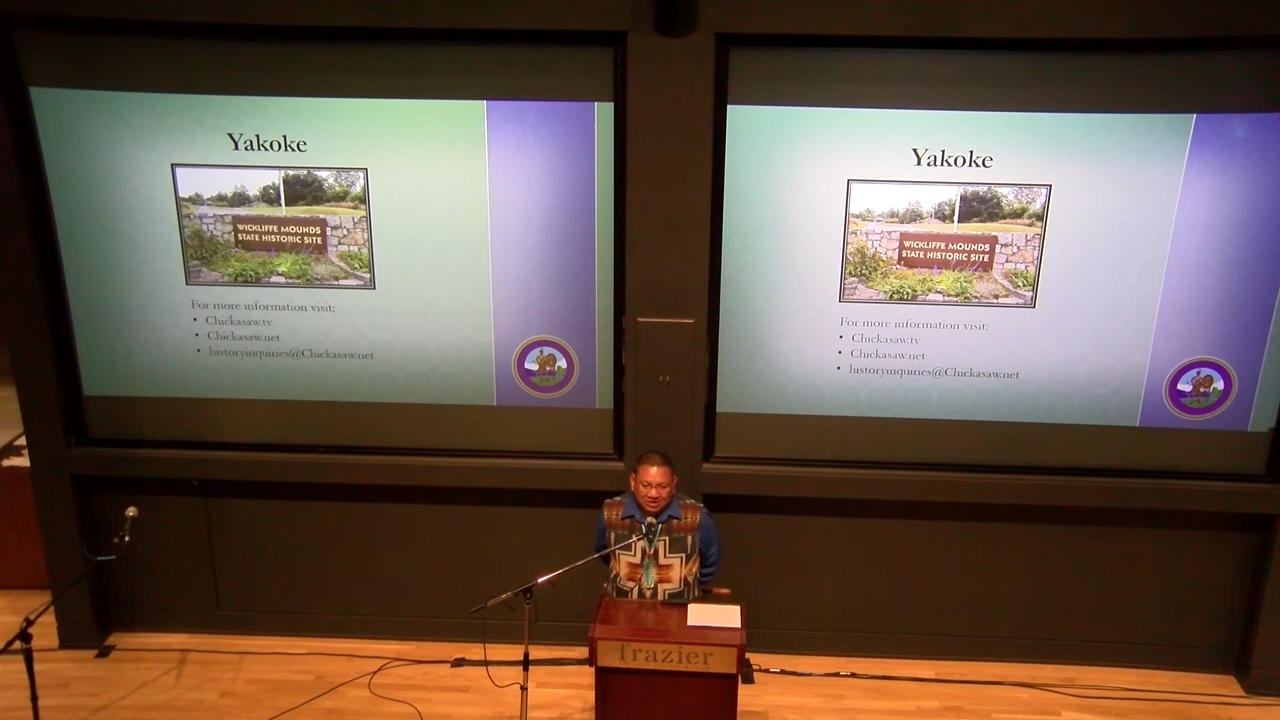 Yakoke
WICKLIFFE MOUNDS
STATE HISTORIC SITE
For more information visit:
• Chickasaw.tv
• Chickasaw.net
• historyinquiries@Chickasaw.net
Yakoke
WICKLIFFE MOUNDS
STATE HISTORIC SITE
For more information visit:
• Chickasaw.tv
• Chickasaw.net
• historyinquiries@Chickasaw.net
frazier